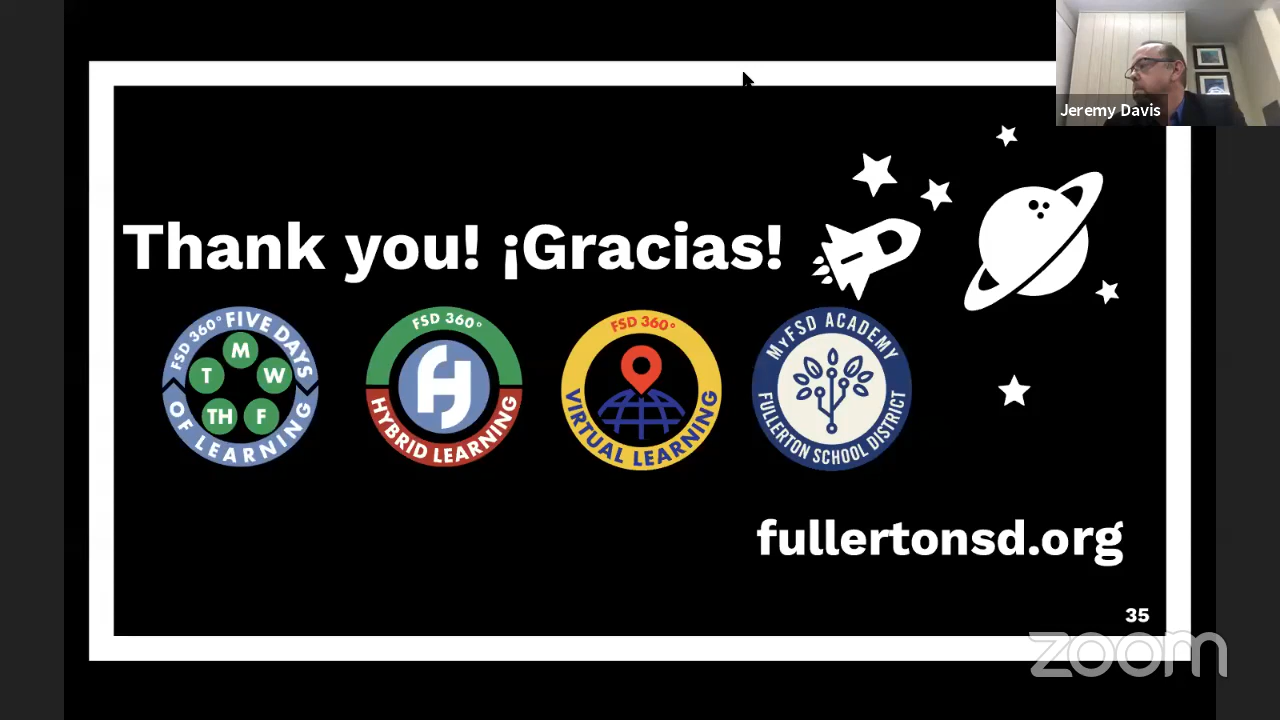 Jeremy Davis
Thank you! ¡Gracias!
FSD 360° FIVE DAYS
OF LEARNING
M
T
W
TH
F
FSD 360°
HYBRID LEARNING
FSD 360°
VIRTUAL LEARNING
MyFSD ACADEMY
FULLERTON SCHOOL DISTRICT
fullertonsd.org
35
zoom